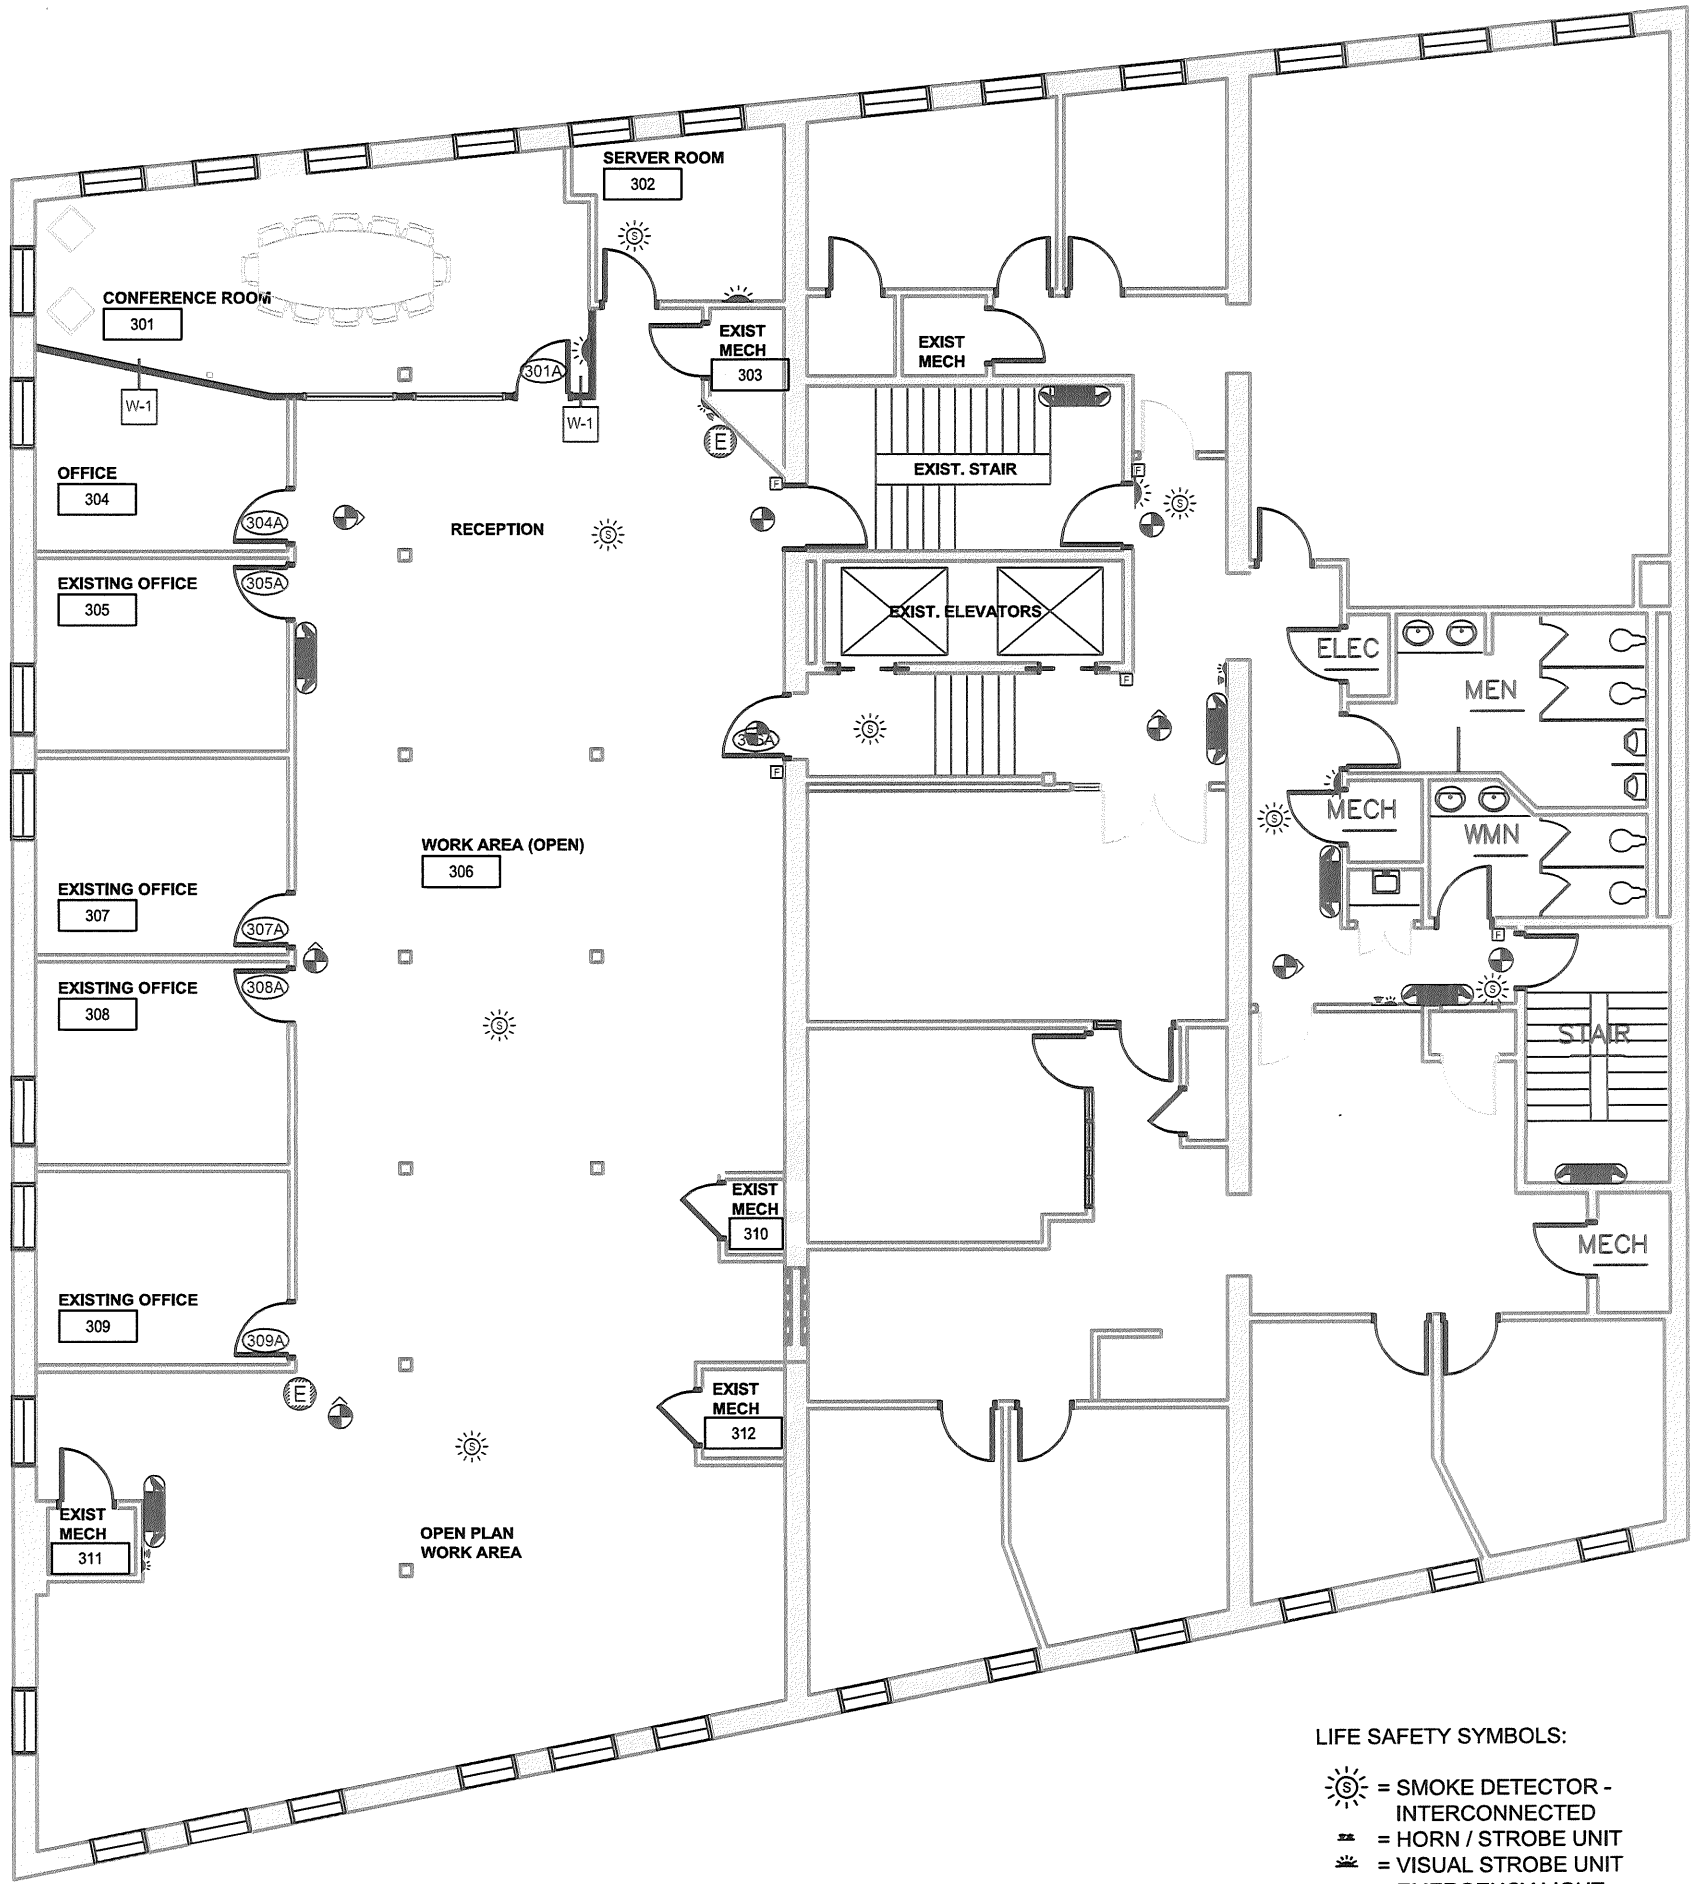 SERVER ROOM
302
CONFERENCE ROOM
301
EXIST
MECH
303
EXIST
MECH
301A
W-1
W-1
E
OFFICE
304
304A
EXIST. STAIR
F
F
RECEPTION
S
S
S
EXISTING OFFICE
305
305A
EXIST. ELEVATORS
ELEC
MEN
F
F
S
MECH
S
WMN
WORK AREA (OPEN)
306
EXISTING OFFICE
307
307A
F
EXISTING OFFICE
308
308A
S
S
STAIR
EXIST
MECH
310
MECH
EXISTING OFFICE
309
309A
E
EXIST
MECH
312
S
EXIST
MECH
311
OPEN PLAN
WORK AREA
LIFE SAFETY SYMBOLS:
S = SMOKE DETECTOR -
INTERCONNECTED
= HORN / STROBE UNIT
= VISUAL STROBE UNIT